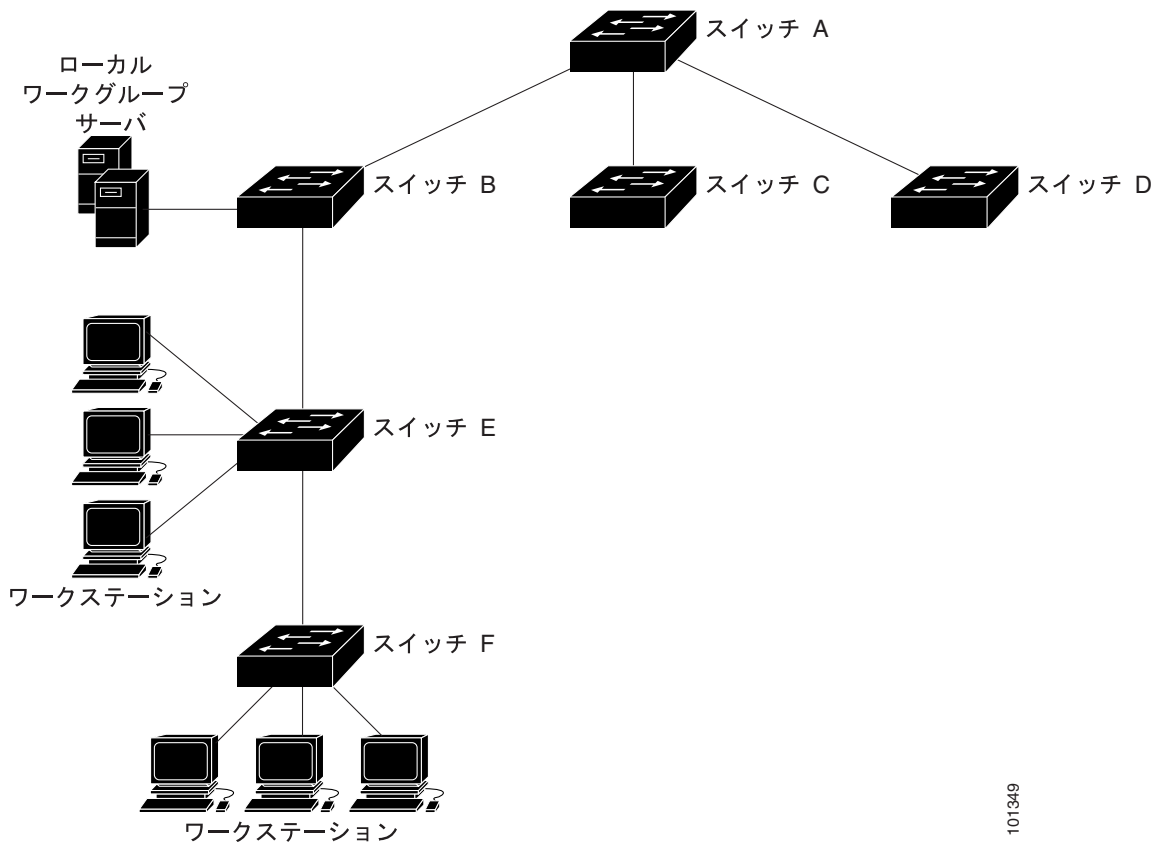 スイッチ A
ローカル
ワークグループ
サーバ
スイッチ B
スイッチ C
スイッチ D
スイッチ E
ワークステーション
スイッチ F
ワークステーション
101349